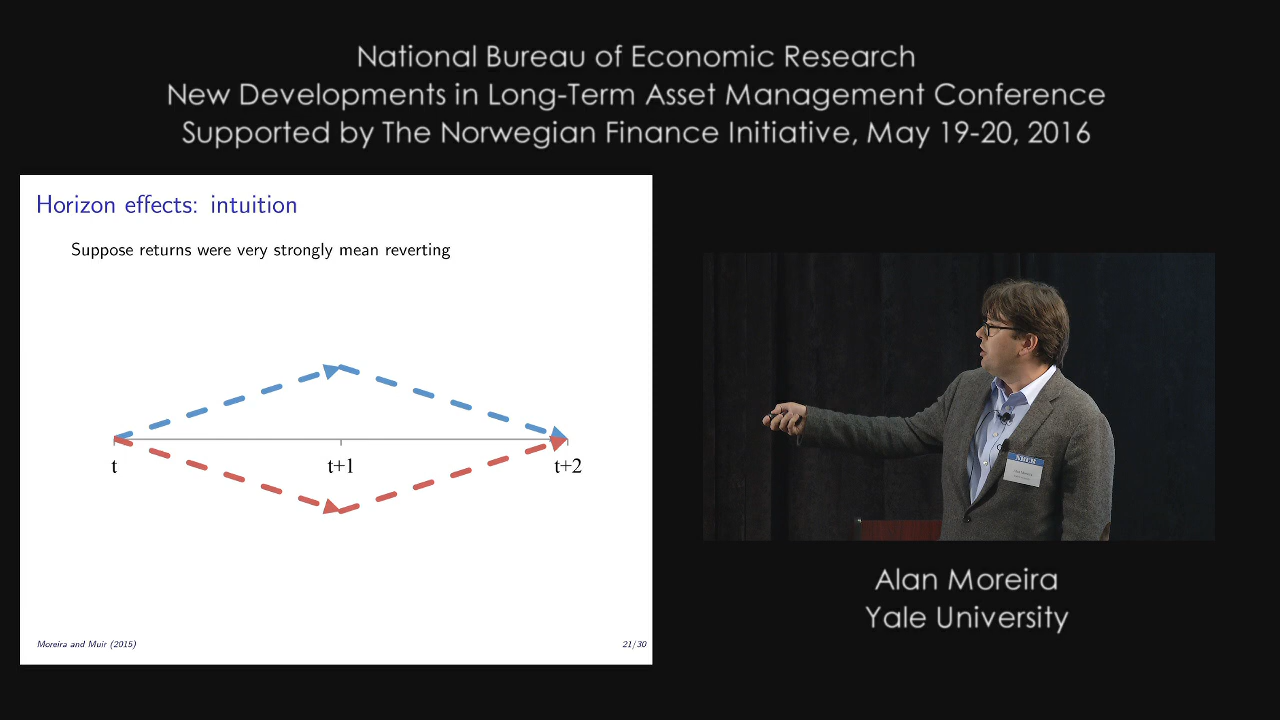 National Bureau of Economic Research
New Developments in Long-Term Asset Management Conference
Supported by The Norwegian Finance Initiative, May 19-20, 2016
Horizon effects: intuition
Suppose returns were very strongly mean reverting
t
t+1
t+2
Moreira and Muir (2015)
21/30
Alan Moreira
Yale University